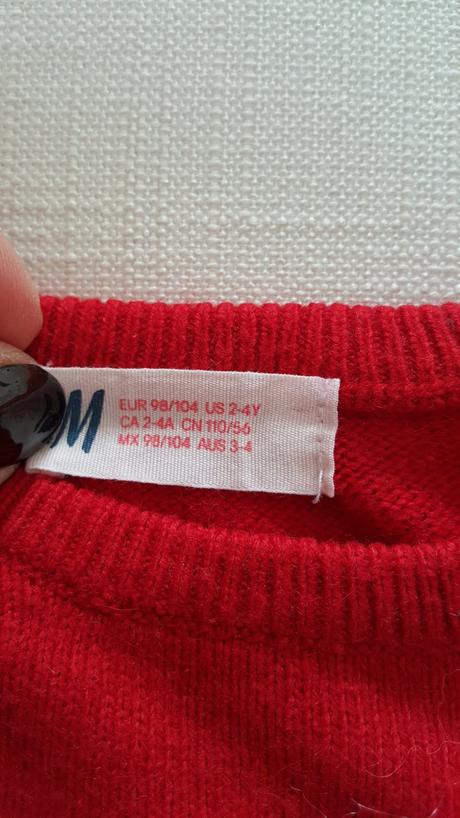 M
EUR 98/104 US 2-4Y
CA 2-4A CN 110/56
MX 98/104 AUS 3-4